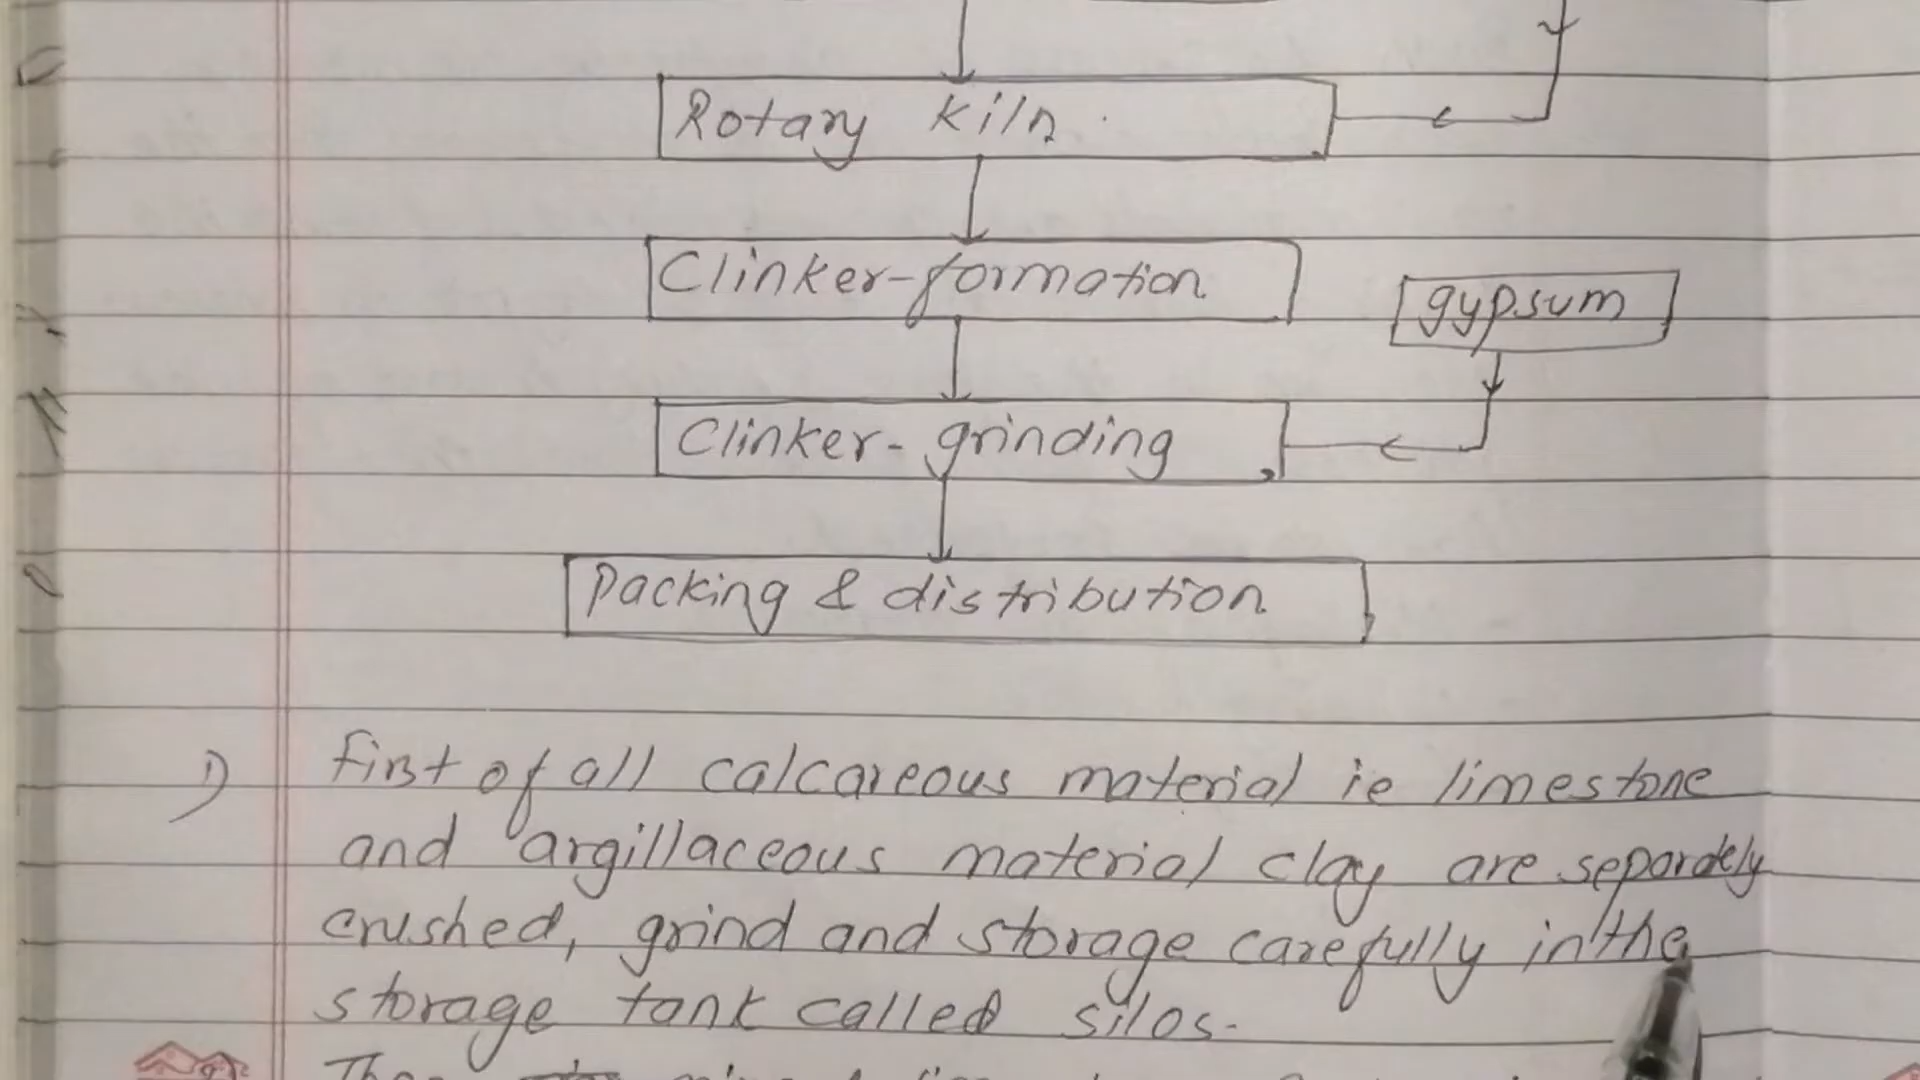 Rotary kiln
Clinker-formation
gypsum
Clinker-grinding
Packing & distribution
1) first of all calcareous material ie limestone
and argillaceous material clay are separately
crushed, grind and storage carefully in the
storage tank called silos.